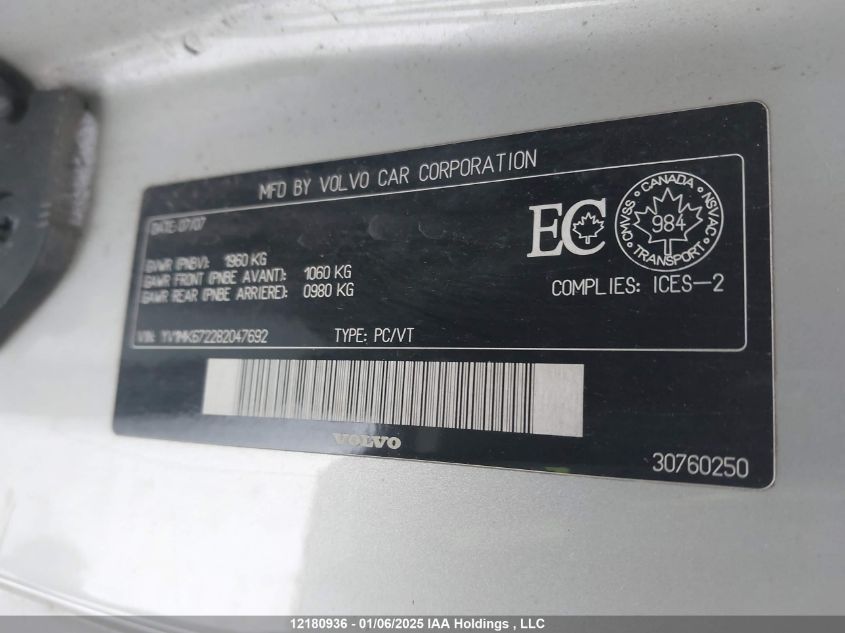 MFD BY VOLVO CAR CORPORATION
DATE: 07/07
GVWR (PNBV): 1960 KG
GAWR FRONT (PNBE AVANT): 1060 KG
GAWR REAR (PNBE ARRIERE): 0980 KG
VIN: YV1MK672282047692 TYPE: PC/VT
EC
CANADA
CMVSS 984 NSVAC
TRANSPORT
COMPLIES: ICES-2
VOLVO
30760250
12180936 - 01/06/2025 IAA Holdings , LLC